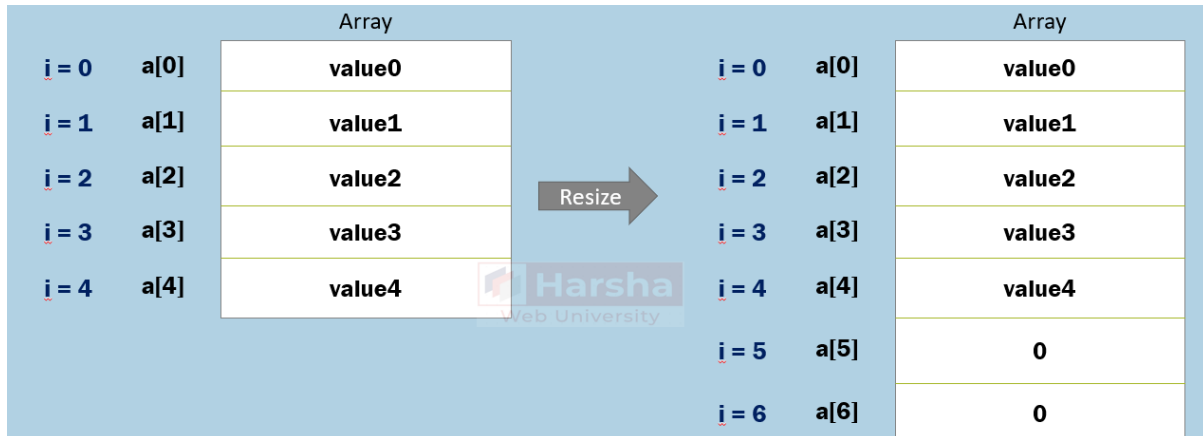 Array
i = 0 a[0] value0
i = 1 a[1] value1
i = 2 a[2] value2
i = 3 a[3] value3
i = 4 a[4] value4
Resize
Harsha
Web University
Array
i = 0 a[0] value0
i = 1 a[1] value1
i = 2 a[2] value2
i = 3 a[3] value3
i = 4 a[4] value4
i = 5 a[5] 0
i = 6 a[6] 0